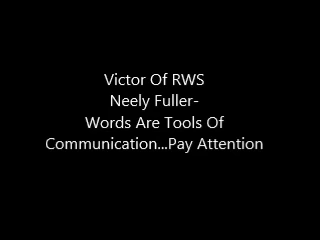 Victor Of RWS
Neely Fuller-
Words Are Tools Of
Communication...Pay Attention